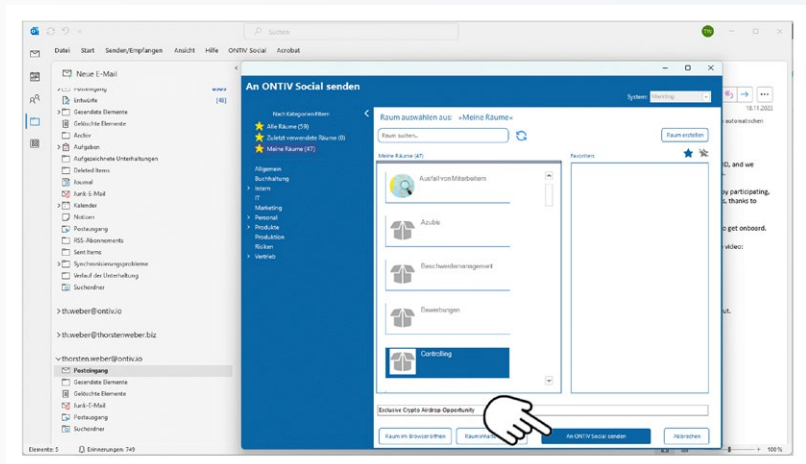 Suchen
TW
Datei Start Senden/Empfangen Ansicht Hilfe ONTIV Social Acrobat
Neue E-Mail
Posteingang
Entwürfe [48]
Gesendete Elemente
Gelöschte Elemente
Archiv
Aufgaben
Aufgezeichnete Unterhaltungen
Deleted Items
Journal
Junk-E-Mail
Kalender
Notizen
Postausgang
RSS-Abonnements
Sent Items
Synchronisierungsprobleme
Verlauf der Unterhaltung
Suchordner
th.weber@ontiv.io
th.weber@thorstenweber.biz
thorsten.weber@ontiv.io
Posteingang
Gesendete Elemente
Gelöschte Elemente
Junk-E-Mail
Postausgang
Suchordner
Elemente: 5 Erinnerungen: 749
An ONTIV Social senden
System:
Nach Kategorien filtern
Alle Räume (59)
Zuletzt verwendete Räume (0)
Meine Räume (47)
Allgemein
Buchhaltung
Intern
IT
Marketing
Personal
Produkte
Produktion
Risiken
Vertrieb
Raum auswählen aus: »Meine Räume«
Raum suchen...
Raum erstellen
Meine Räume (47)
Favoriten
Ausfall von Mitarbeitern
Azubis
Beschwerdemanagement
Bewerbungen
Controlling
Exclusive Crypto Airdrop Opportunity
Raum im Browser öffnen
An ONTIV Social senden
Abbrechen
18.11.2023
automatischen
D, and we
by participating,
s, thanks to
o get onboard.
video:
ut.
100%